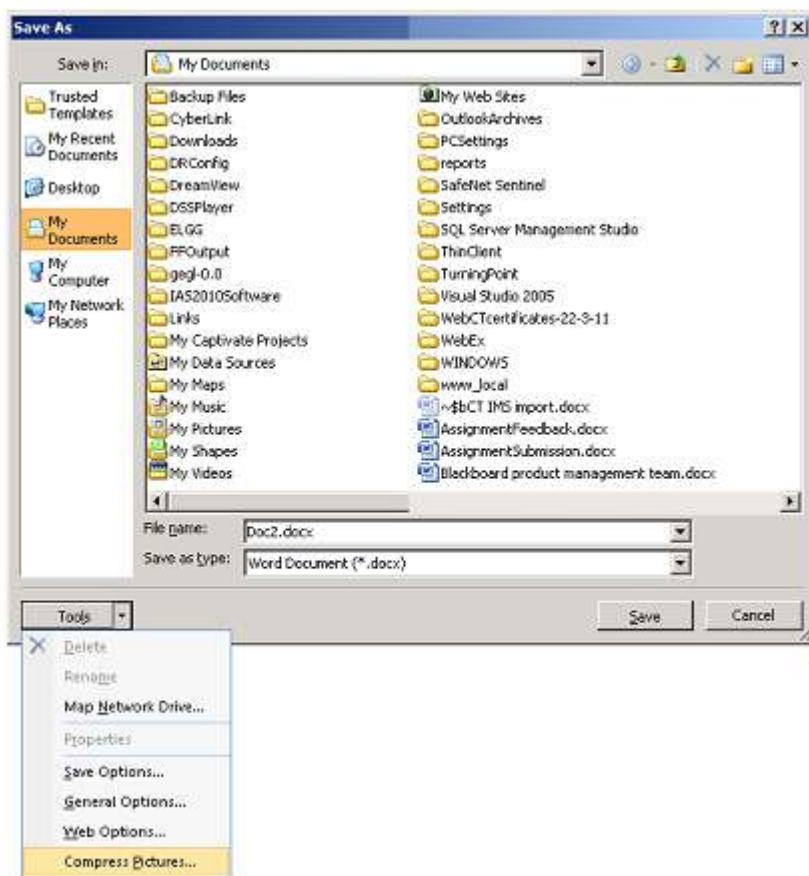 Save As
Save in:
My Documents
Trusted
Templates
My Recent
Documents
Desktop
My
Documents
My
Computer
My Network
Places
Backup Files
CyberLink
Downloads
DRConfig
DreamView
DSSPlayer
ELGG
FFOutput
gegl-0.0
IAS2010Software
Links
My Captivate Projects
My Data Sources
My Maps
My Music
My Pictures
My Shapes
My Videos
My Web Sites
OutlookArchives
PCSettings
reports
SafeNet Sentinel
Settings
SQL Server Management Studio
ThinClient
TurningPoint
Visual Studio 2005
WebCTcertificates-22-3-11
WebEx
WINDOWS
www_local
~$bCT IMS import.docx
AssignmentFeedback.docx
AssignmentSubmission.docx
Blackboard product management team.docx
File name:
Doc2.docx
Save as type:
Word Document (*.docx)
Tools
Save
Cancel
Delete
Rename
Map Network Drive...
Properties
Save Options...
General Options...
Web Options...
Compress Pictures...